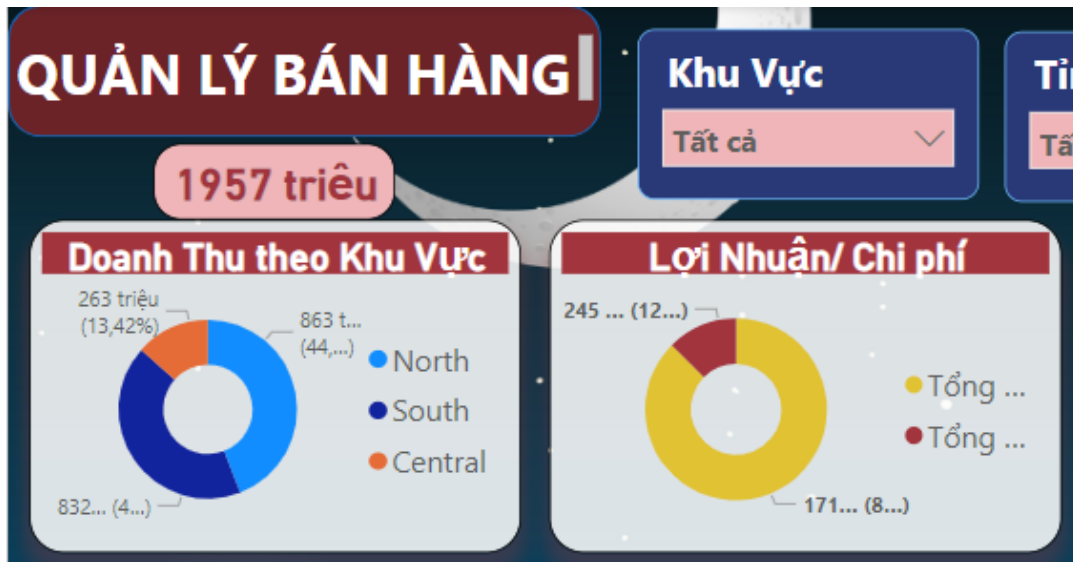 QUẢN LÝ BÁN HÀNG
Khu Vực
Tất cả
Tỉ
Tấ
1957 triêu
Doanh Thu theo Khu Vực
263 triệu
(13,42%)
863 t...
(44,...)
North
South
Central
832... (4...)
Lợi Nhuận/ Chi phí
245 ... (12...)
Tổng ...
Tổng ...
171... (8...)